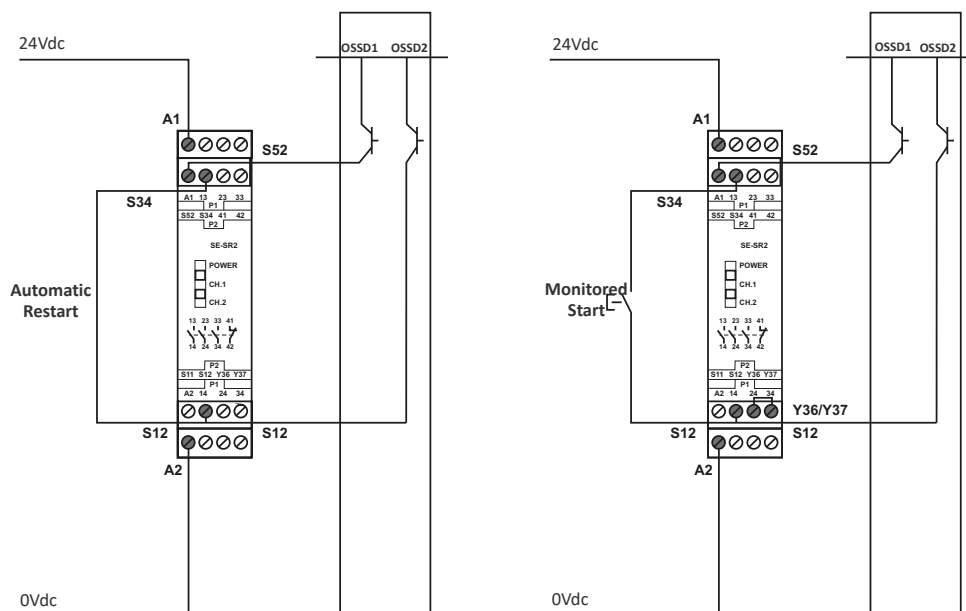 24Vdc
OSSD1 OSSD2
A1
S52
S34
A1 13 23 33
P1
S52 S34 41 42
P2
SE-SR2
POWER
CH.1
CH.2
Automatic
Restart
13 23 33 41
14 24 34 42
P2
S11 S12 Y36 Y37
P1
A2 14 24 34
S12 S12
A2
0Vdc
24Vdc
OSSD1 OSSD2
A1
S52
S34
A1 13 23 33
P1
S52 S34 41 42
P2
SE-SR2
POWER
CH.1
CH.2
Monitored
Start
13 23 33 41
14 24 34 42
P2
S11 S12 Y36 Y37
P1
A2 14 24 34
Y36/Y37
S12 S12
A2
0Vdc